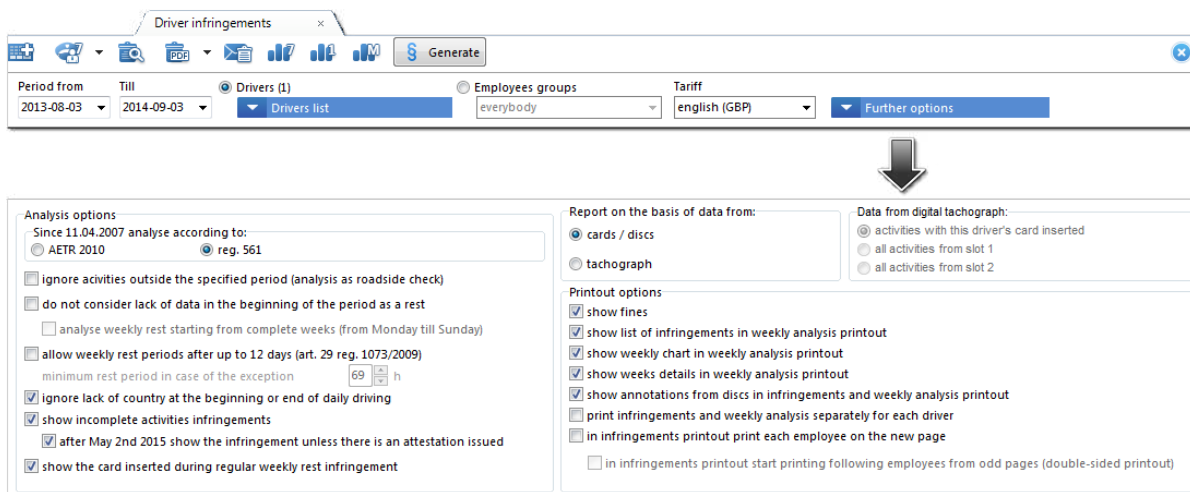 Driver infringements
PDF 7 1 M § Generate
Period from Till Drivers (1) Employees groups Tariff
2013-08-03 2014-09-03 Drivers list everybody english (GBP) Further options
Analysis options
Since 11.04.2007 analyse according to:
AETR 2010 reg. 561
ignore acivities outside the specified period (analysis as roadside check)
do not consider lack of data in the beginning of the period as a rest
analyse weekly rest starting from complete weeks (from Monday till Sunday)
allow weekly rest periods after up to 12 days (art. 29 reg. 1073/2009)
minimum rest period in case of the exception 69 h
ignore lack of country at the beginning or end of daily driving
show incomplete activities infringements
after May 2nd 2015 show the infringement unless there is an attestation issued
show the card inserted during regular weekly rest infringement
Report on the basis of data from:
cards / discs
tachograph
Data from digital tachograph:
activities with this driver's card inserted
all activities from slot 1
all activities from slot 2
Printout options
show fines
show list of infringements in weekly analysis printout
show weekly chart in weekly analysis printout
show weeks details in weekly analysis printout
show annotations from discs in infringements and weekly analysis printout
print infringements and weekly analysis separately for each driver
in infringements printout print each employee on the new page
in infringements printout start printing following employees from odd pages (double-sided printout)